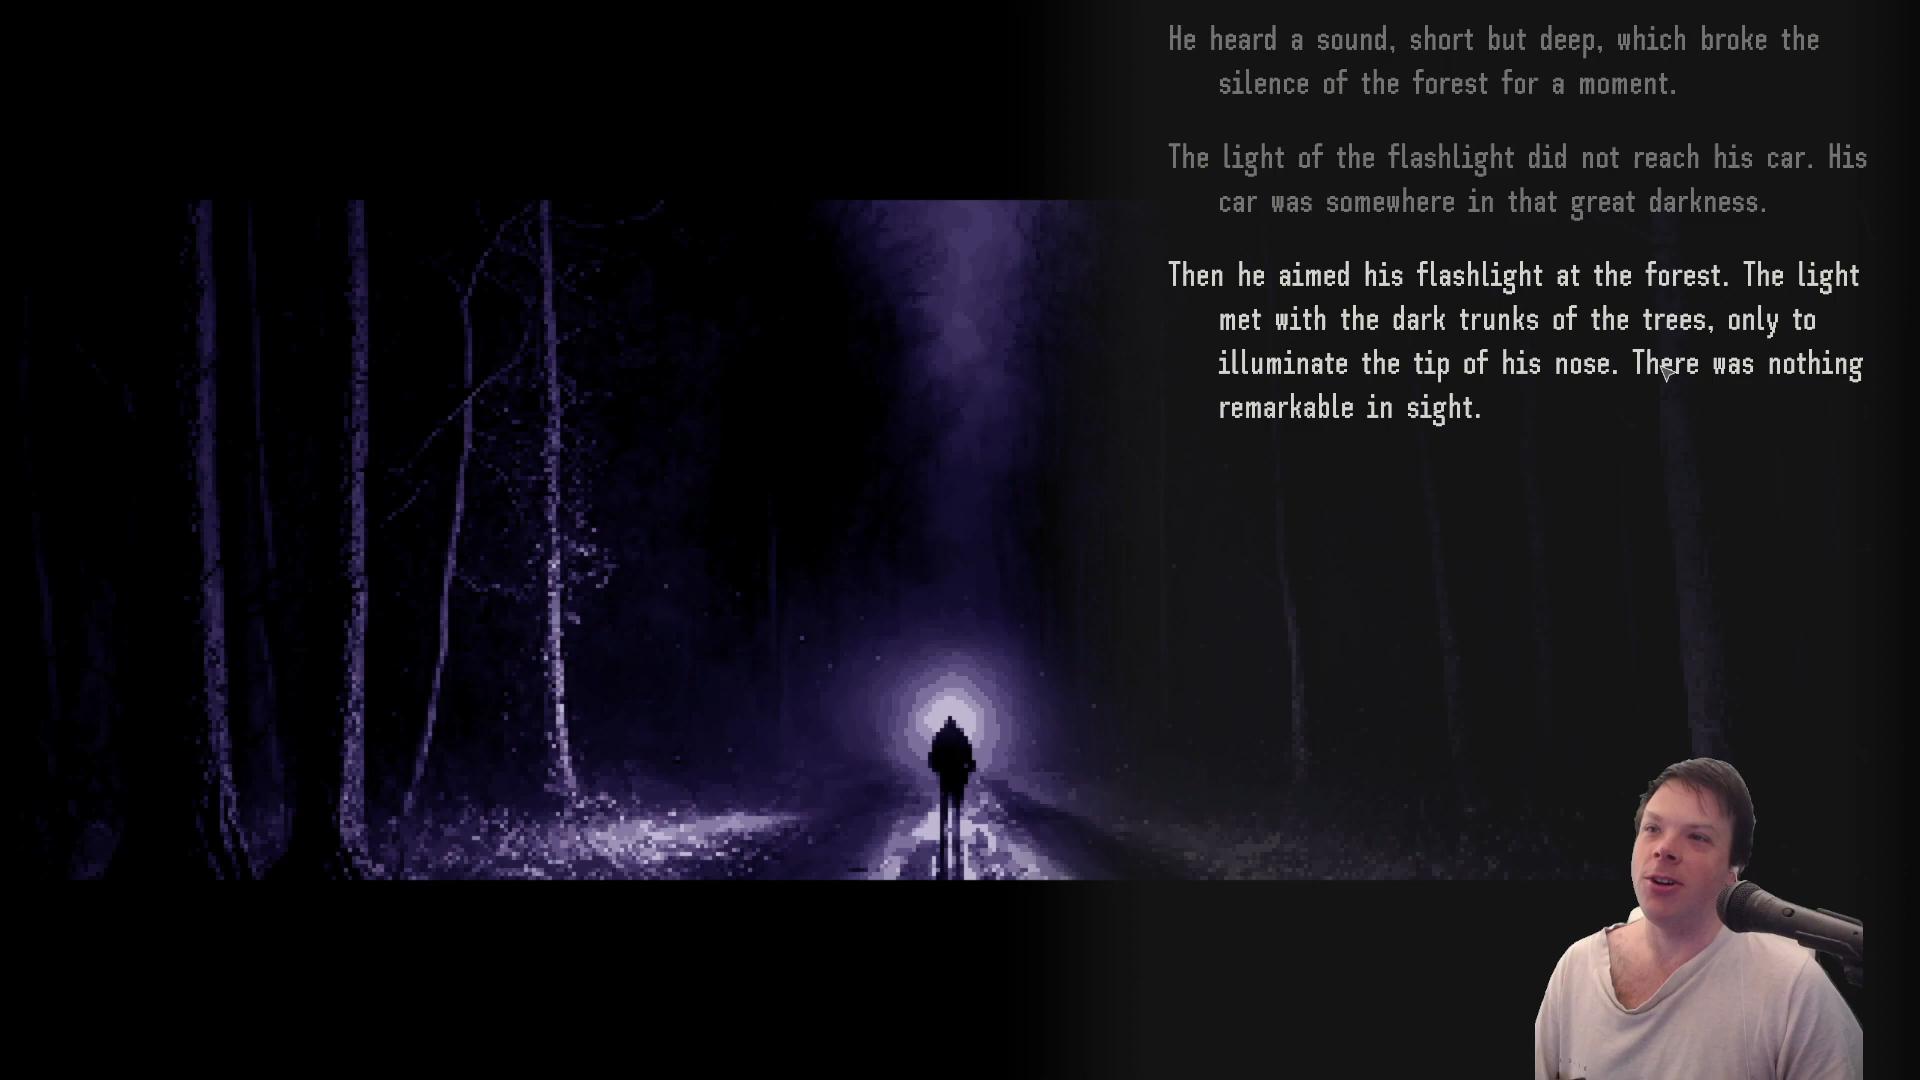 He heard a sound, short but deep, which broke the
silence of the forest for a moment.
The light of the flashlight did not reach his car. His
car was somewhere in that great darkness.
Then he aimed his flashlight at the forest. The light
met with the dark trunks of the trees, only to
illuminate the tip of his nose. There was nothing
remarkable in sight.